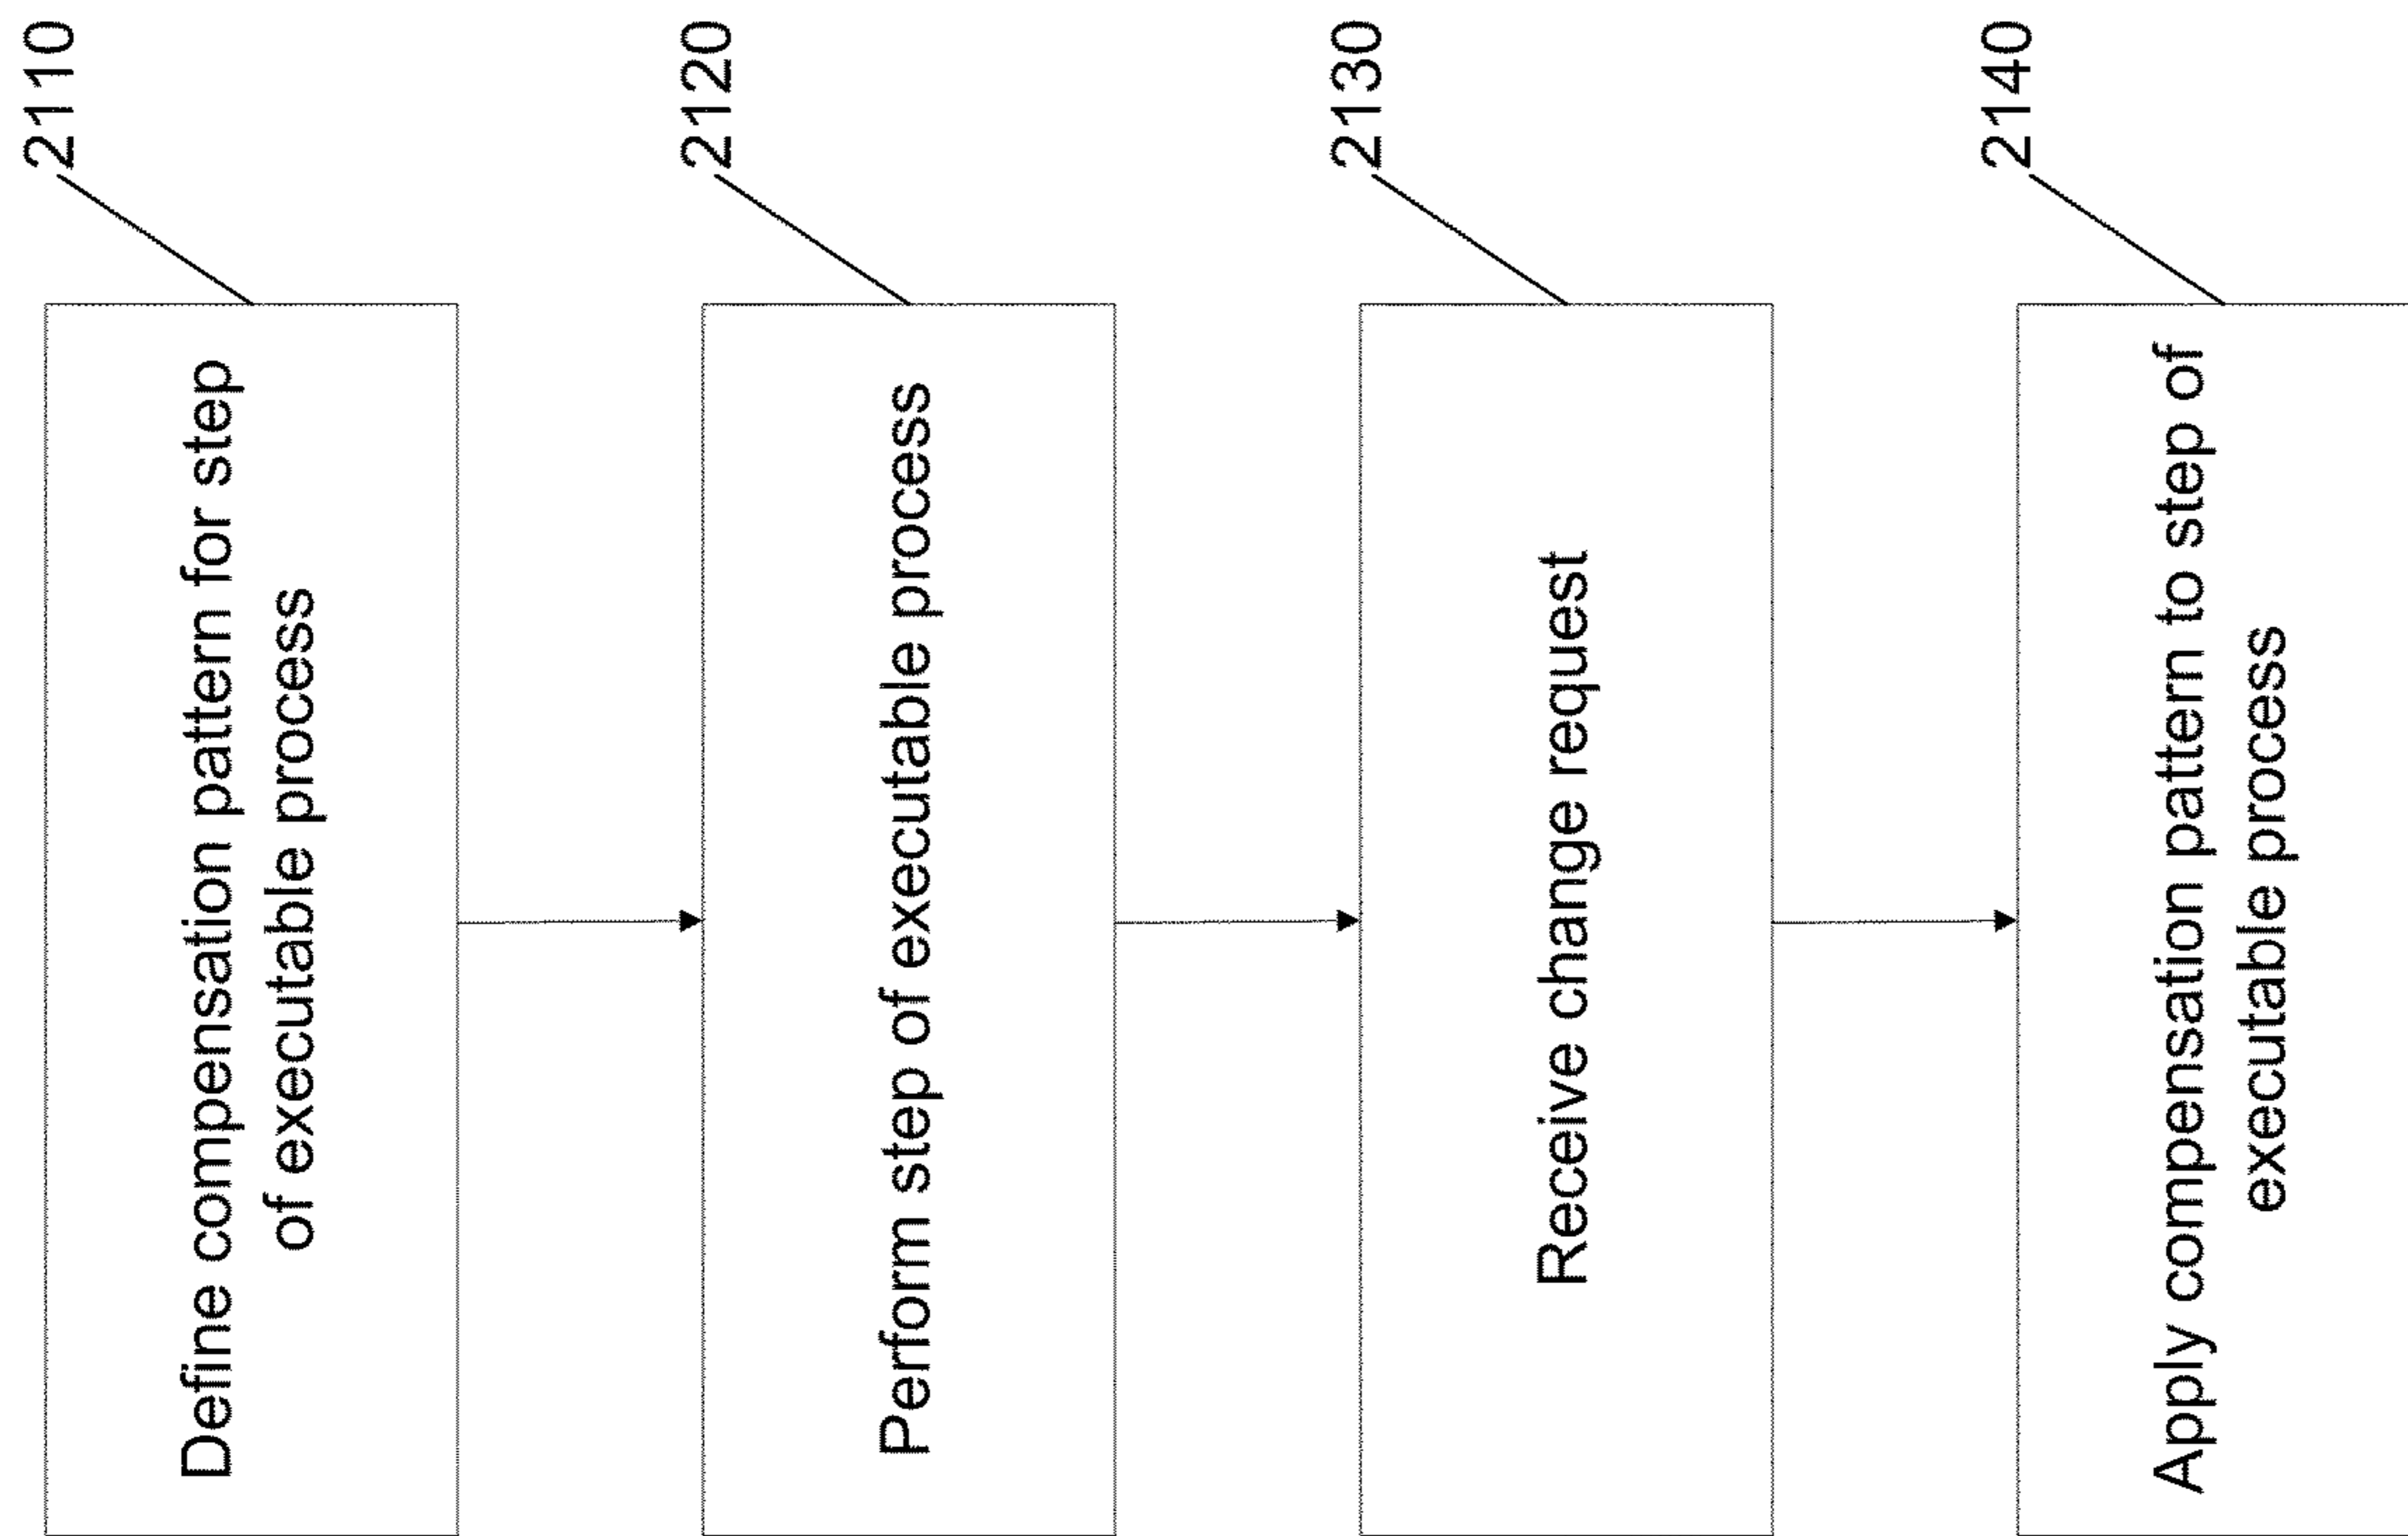 2110
Define compensation pattern for step
of executable process
2120
Perform step of executable process
2130
Receive change request
2140
Apply compensation pattern to step of
executable process